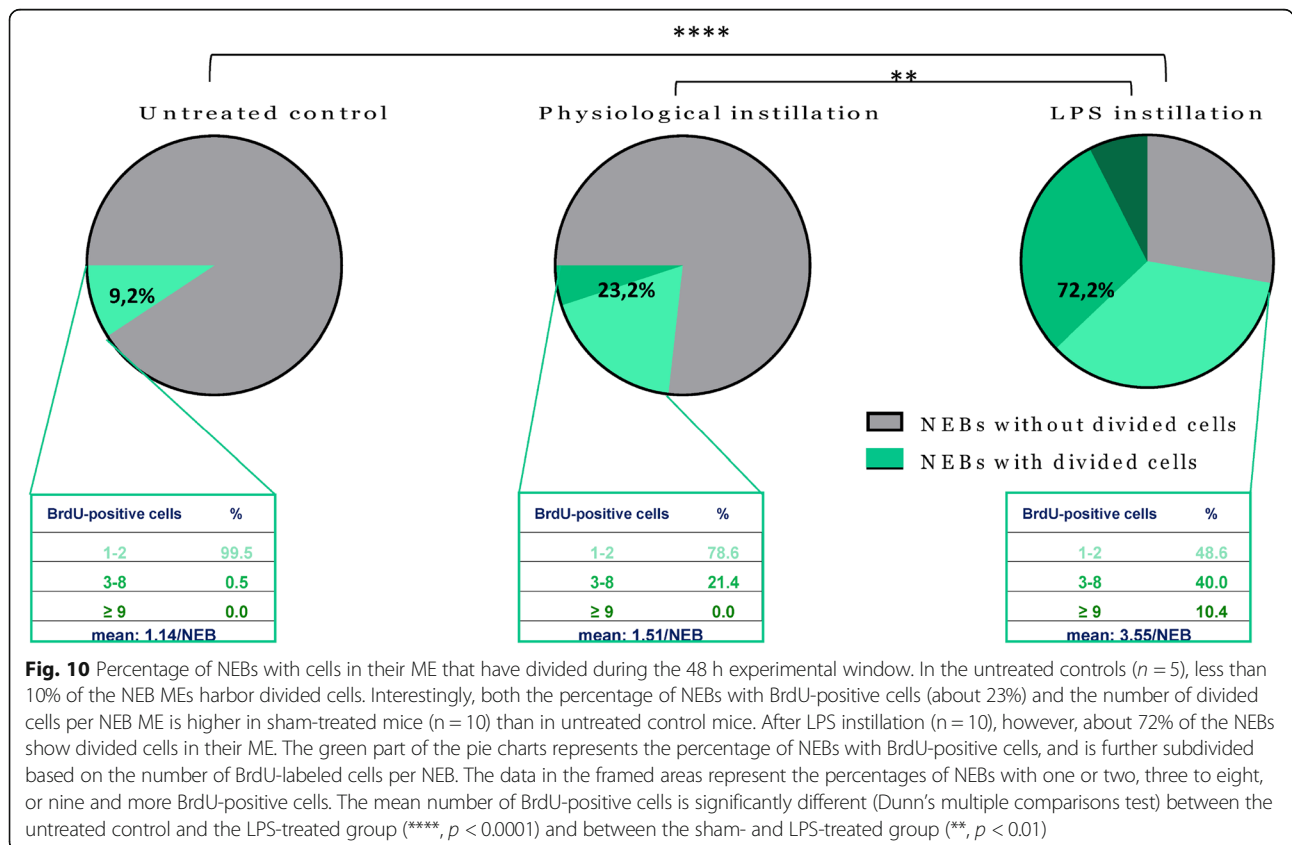 ****
**
Untreated control
Physiological instillation
LPS instillation
9,2%
23,2%
72,2%
NEBs without divided cells
NEBs with divided cells
BrdU-positive cells %
1-2 99.5
3-8 0.5
≥ 9 0.0
mean: 1.14/NEB
BrdU-positive cells %
1-2 78.6
3-8 21.4
≥ 9 0.0
mean: 1.51/NEB
BrdU-positive cells %
1-2 48.6
3-8 40.0
≥ 9 10.4
mean: 3.55/NEB
Fig. 10 Percentage of NEBs with cells in their ME that have divided during the 48 h experimental window. In the untreated controls (n = 5), less than
10% of the NEB MEs harbor divided cells. Interestingly, both the percentage of NEBs with BrdU-positive cells (about 23%) and the number of divided
cells per NEB ME is higher in sham-treated mice (n = 10) than in untreated control mice. After LPS instillation (n = 10), however, about 72% of the NEBs
show divided cells in their ME. The green part of the pie charts represents the percentage of NEBs with BrdU-positive cells, and is further subdivided
based on the number of BrdU-labeled cells per NEB. The data in the framed areas represent the percentages of NEBs with one or two, three to eight,
or nine and more BrdU-positive cells. The mean number of BrdU-positive cells is significantly different (Dunn's multiple comparisons test) between the
untreated control and the LPS-treated group (****, p < 0.0001) and between the sham- and LPS-treated group (**, p < 0.01)